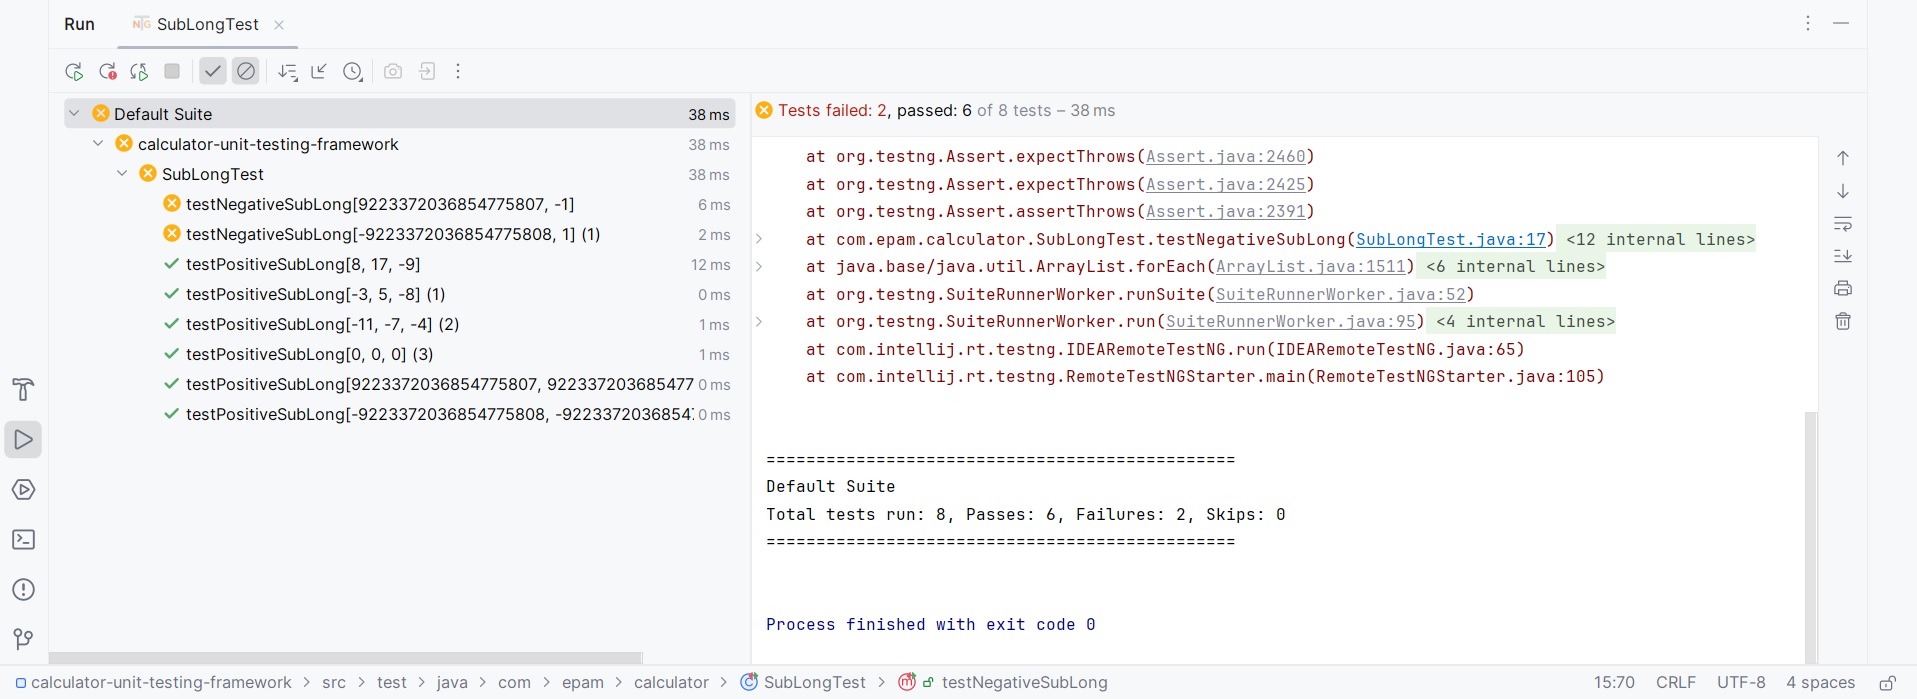 Run SubLongTest
Default Suite 38 ms
calculator-unit-testing-framework 38 ms
SubLongTest 38 ms
testNegativeSubLong[9223372036854775807, -1] 6 ms
testNegativeSubLong[-9223372036854775808, 1] (1) 2 ms
testPositiveSubLong[8, 17, -9] 12 ms
testPositiveSubLong[-3, 5, -8] (1) 0 ms
testPositiveSubLong[-11, -7, -4] (2) 1 ms
testPositiveSubLong[0, 0, 0] (3) 1 ms
testPositiveSubLong[9223372036854775807, 922337203685477 0 ms
testPositiveSubLong[-9223372036854775808, -9223372036854 0 ms
Tests failed: 2, passed: 6 of 8 tests – 38 ms
at org.testng.Assert.expectThrows(Assert.java:2460)
at org.testng.Assert.expectThrows(Assert.java:2425)
at org.testng.Assert.assertThrows(Assert.java:2391)
at com.epam.calculator.SubLongTest.testNegativeSubLong(SubLongTest.java:17) <12 internal lines>
at java.base/java.util.ArrayList.forEach(ArrayList.java:1511) <6 internal lines>
at org.testng.SuiteRunnerWorker.runSuite(SuiteRunnerWorker.java:52)
at org.testng.SuiteRunnerWorker.run(SuiteRunnerWorker.java:95) <4 internal lines>
at com.intellij.rt.testng.IDEARemoteTestNG.run(IDEARemoteTestNG.java:65)
at com.intellij.rt.testng.RemoteTestNGStarter.main(RemoteTestNGStarter.java:105)
===============================================
Default Suite
Total tests run: 8, Passes: 6, Failures: 2, Skips: 0
===============================================
Process finished with exit code 0
calculator-unit-testing-framework > src > test > java > com > epam > calculator > SubLongTest > testNegativeSubLong 15:70 CRLF UTF-8 4 spaces